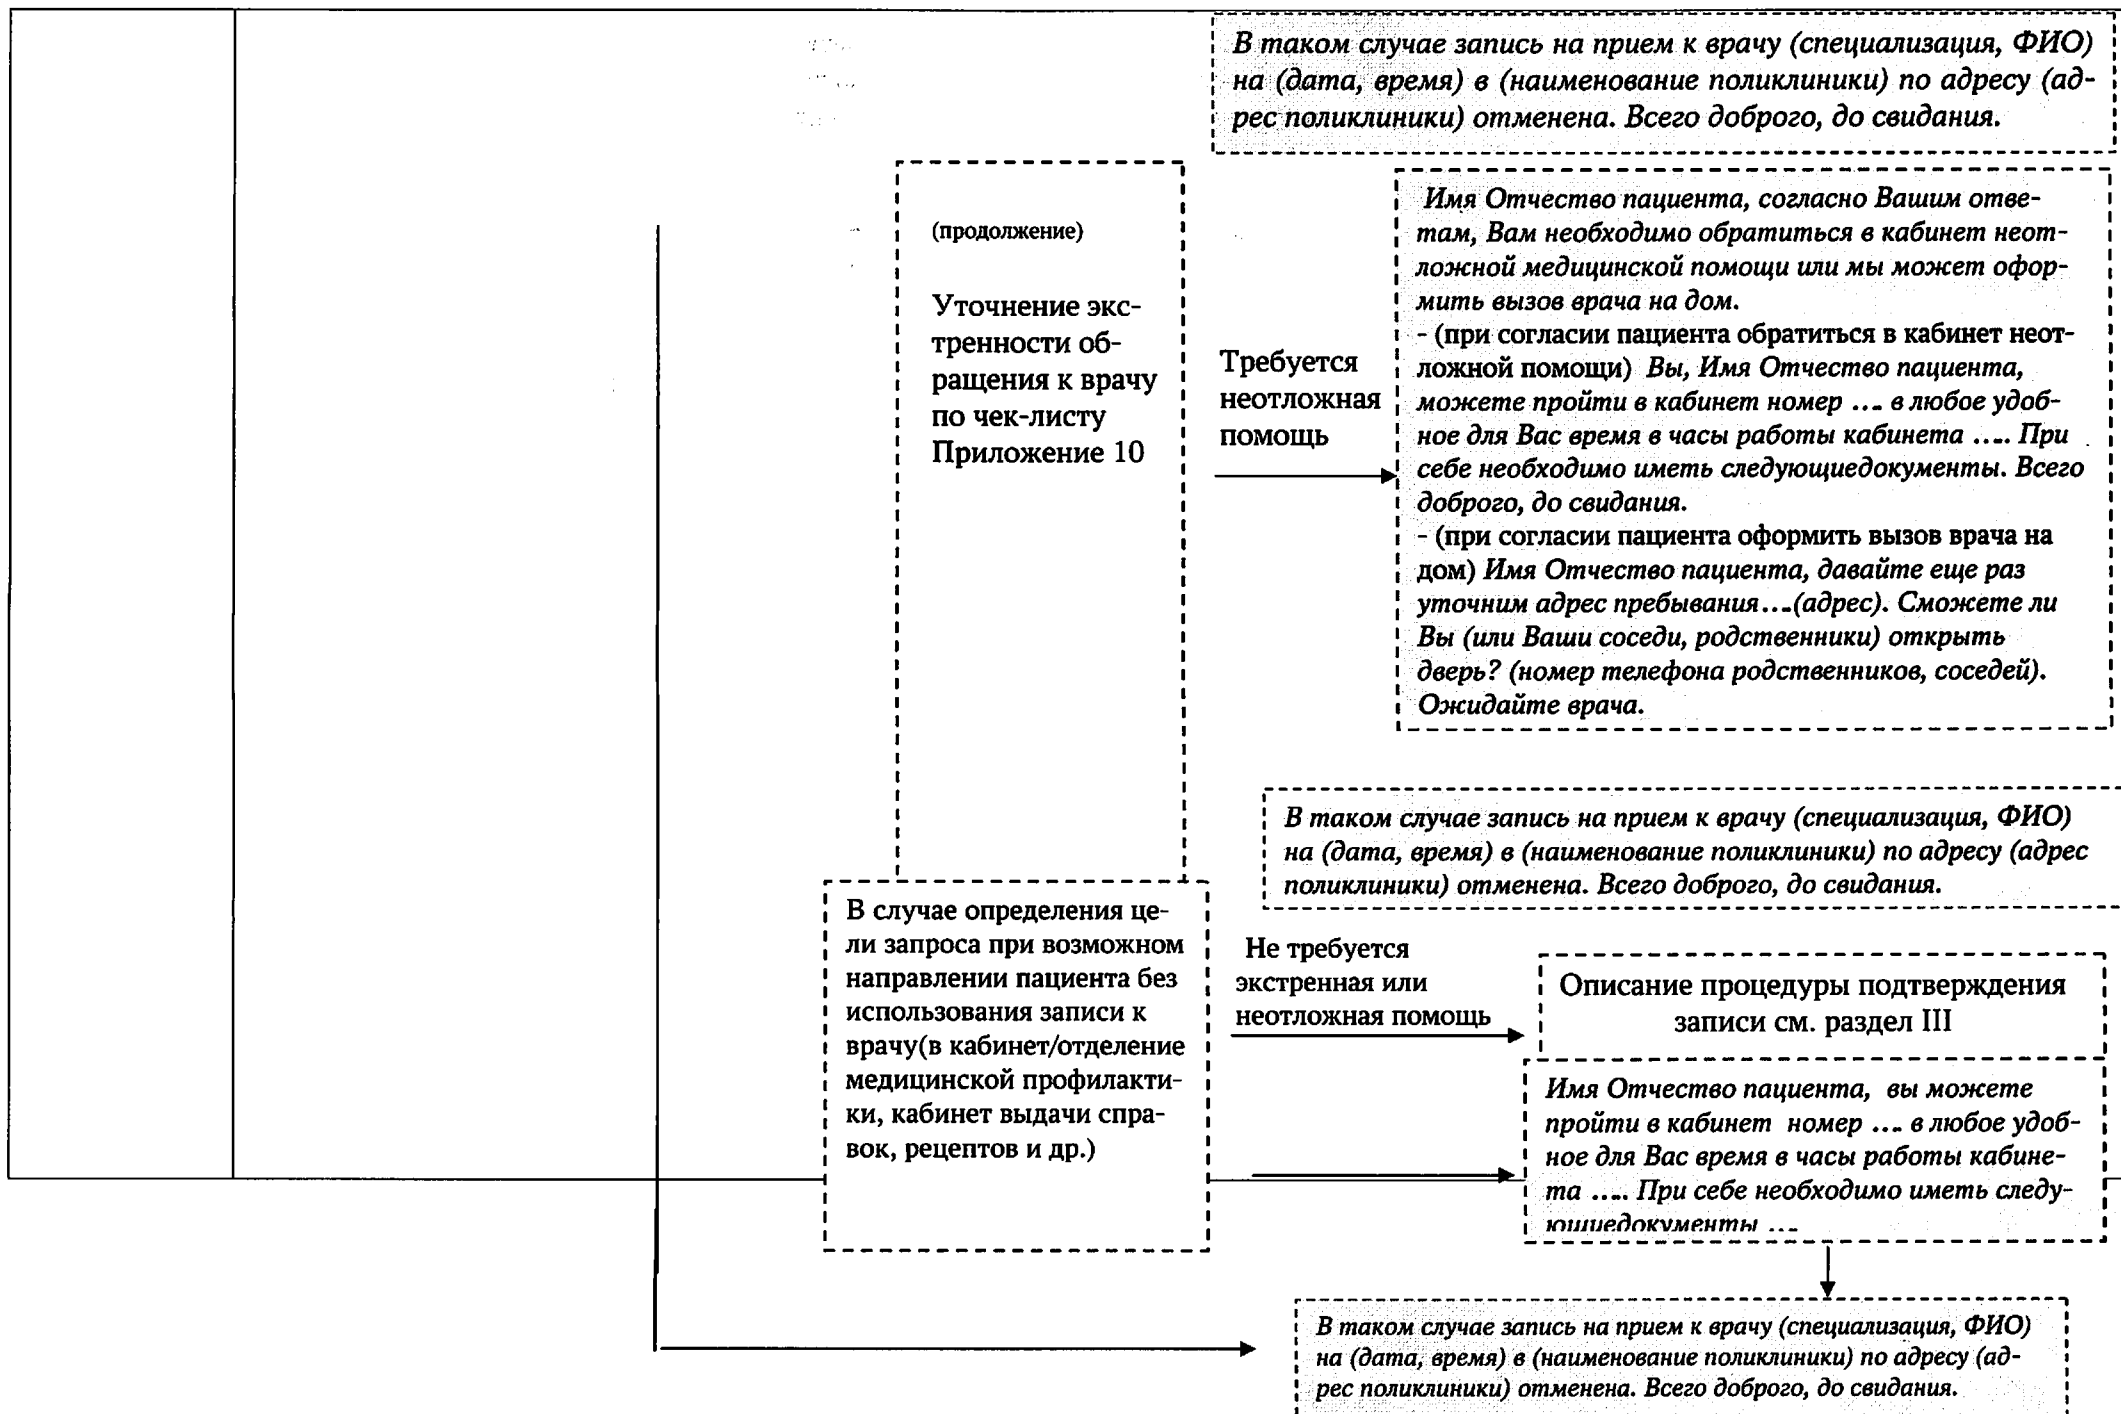 В таком случае запись на прием к врачу (специализация, ФИО)
на (дата, время) в (наименование поликлиники) по адресу (ад-
рес поликлиники) отменена. Всего доброго, до свидания.
(продолжение)
Уточнение экс-
тренности об-
ращения к врачу
по чек-листу
Приложение 10
Требуется
неотложная
помощь
Имя Отчество пациента, согласно Вашим отве-
там, Вам необходимо обратиться в кабинет неот-
ложной медицинской помощи или мы может офор-
мить вызов врача на дом.
- (при согласии пациента обратиться в кабинет неот-
ложной помощи) Вы, Имя Отчество пациента,
можете пройти в кабинет номер .... в любое удоб-
ное для Вас время в часы работы кабинета .... При
себе необходимо иметь следующиедокументы. Всего
доброго, до свидания.
- (при согласии пациента оформить вызов врача на
дом) Имя Отчество пациента, давайте еще раз
уточним адрес пребывания....(адрес). Сможете ли
Вы (или Ваши соседи, родственники) открыть
дверь? (номер телефона родственников, соседей).
Ожидайте врача.
В таком случае запись на прием к врачу (специализация, ФИО)
на (дата, время) в (наименование поликлиники) по адресу (адрес
поликлиники) отменена. Всего доброго, до свидания.
В случае определения це-
ли запроса при возможном
направлении пациента без
использования записи к
врачу(в кабинет/отделение
медицинской профилакти-
ки, кабинет выдачи спра-
вок, рецептов и др.)
Не требуется
экстренная или
неотложная помощь
Описание процедуры подтверждения
записи см. раздел III
Имя Отчество пациента, вы можете
пройти в кабинет номер .... в любое удоб-
ное для Вас время в часы работы кабине-
та .... При себе необходимо иметь следу-
ющиедокументы ....
В таком случае запись на прием к врачу (специализация, ФИО)
на (дата, время) в (наименование поликлиники) по адресу (ад-
рес поликлиники) отменена. Всего доброго, до свидания.